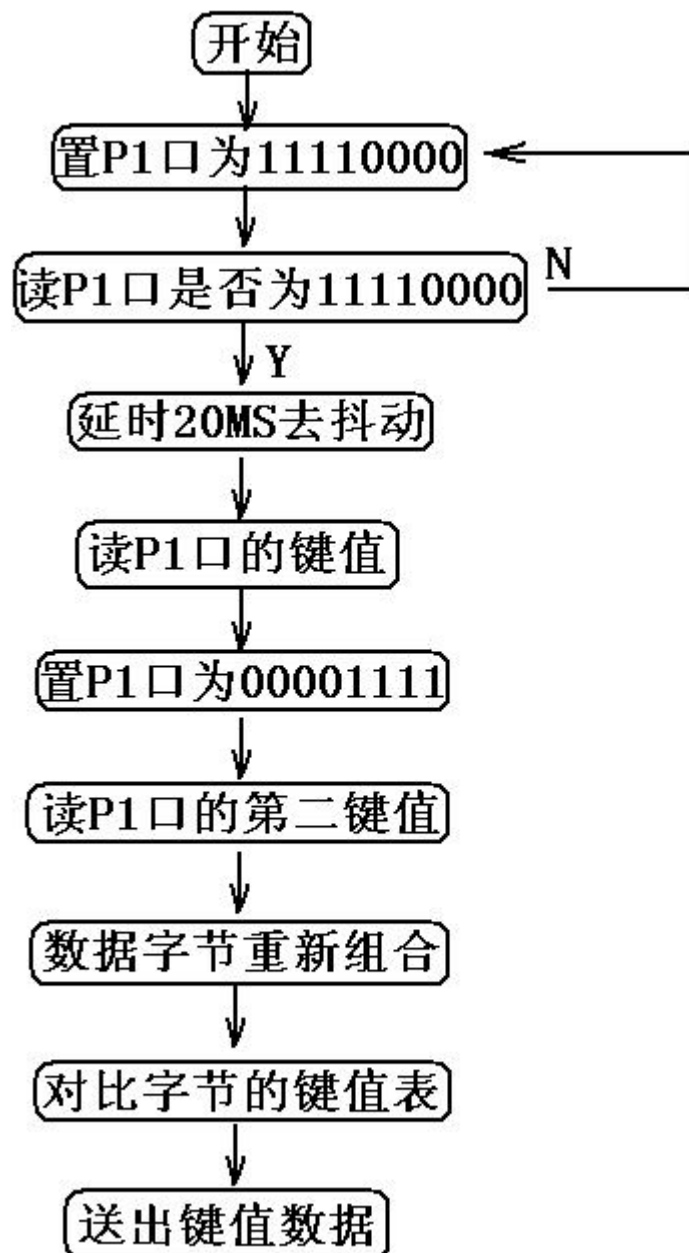 开始
置P1口为11110000
读P1口是否为11110000
N
Y
延时20MS去抖动
读P1口的键值
置P1口为00001111
读P1口的第二键值
数据字节重新组合
对比字节的键值表
送出键值数据